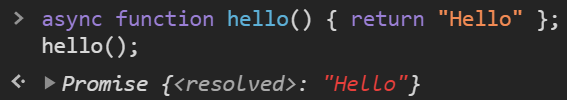 > async function hello() { return "Hello" };
hello();
Promise {<resolved>: "Hello"}